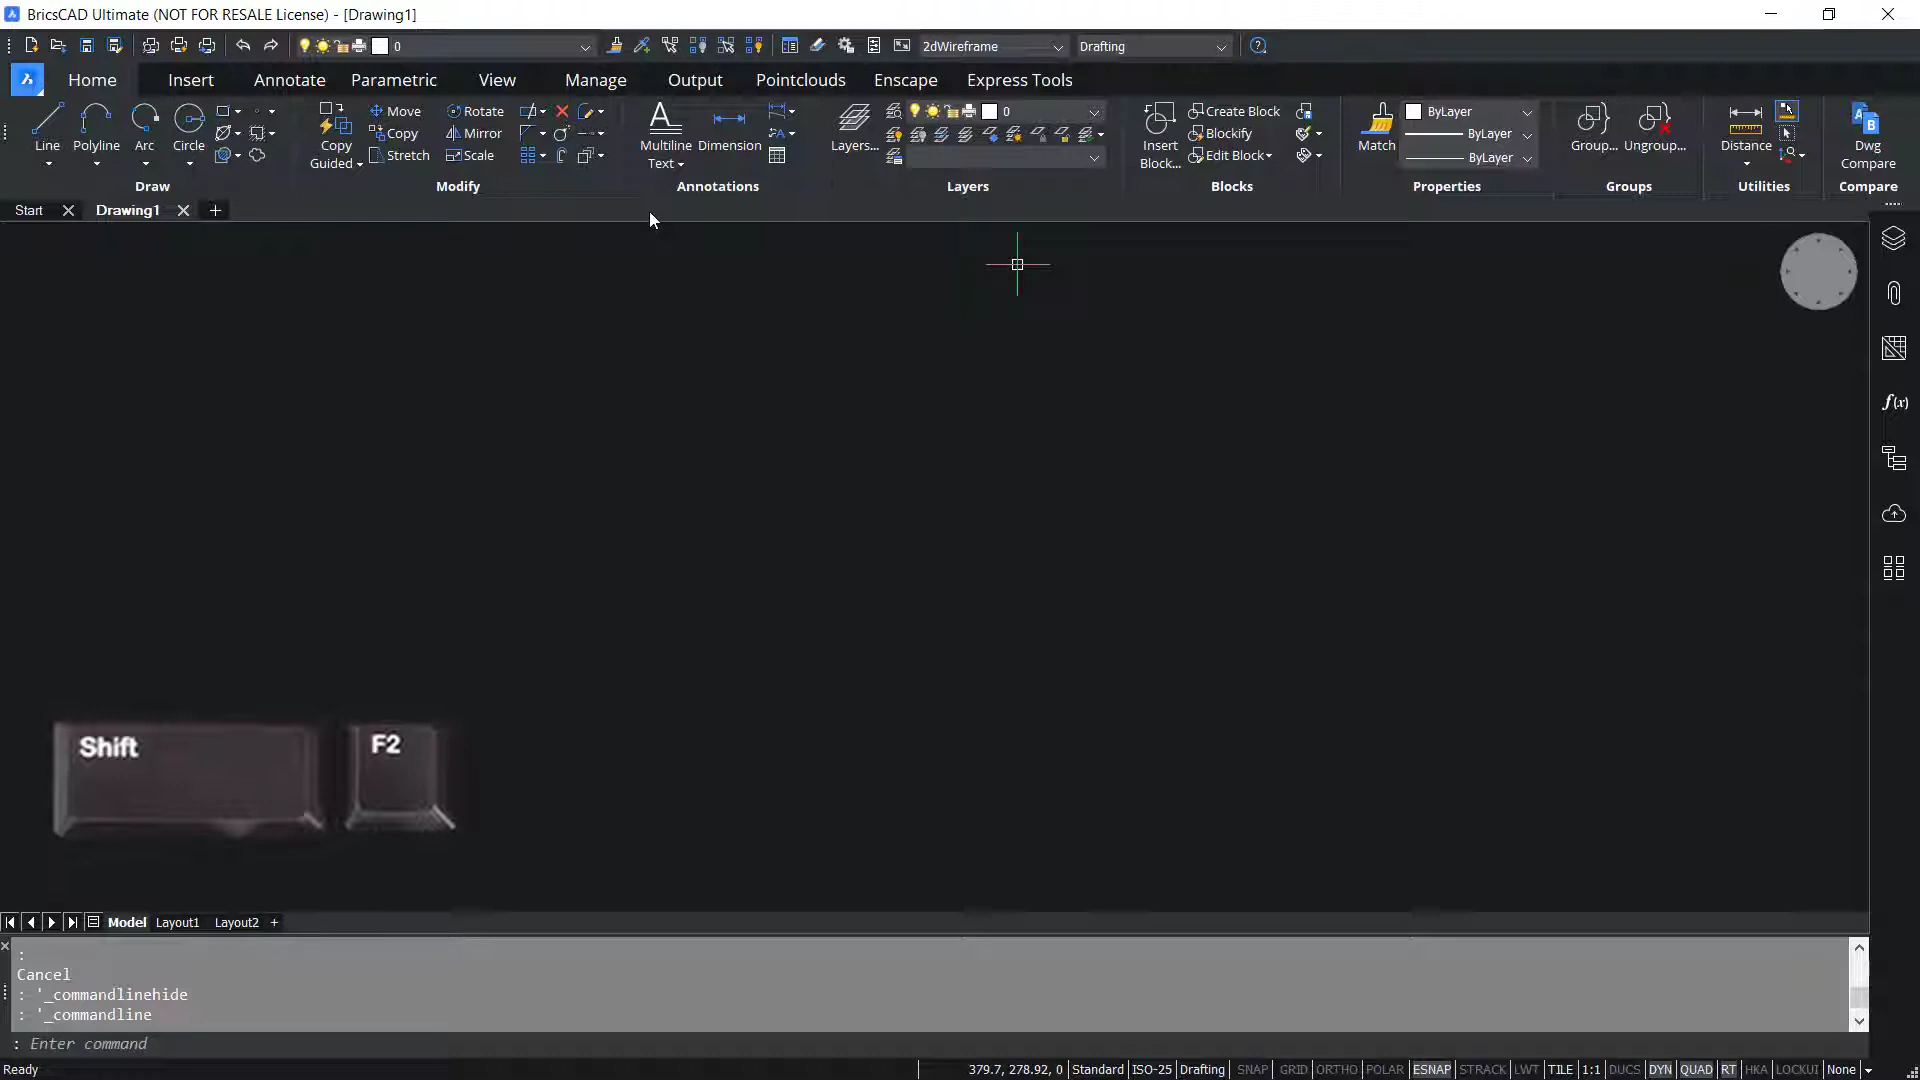 BricsCAD Ultimate (NOT FOR RESALE License) - [Drawing1]
0
2dWireframe
Drafting
Home Insert Annotate Parametric View Manage Output Pointclouds Enscape Express Tools
Line Polyline Arc Circle
Draw
Copy Guided
Move
Copy
Stretch
Rotate
Mirror
Scale
Modify
Multiline Text
Dimension
Annotations
Layers...
0
Layers
Insert Block...
Create Block
Blockify
Edit Block
Blocks
Match
ByLayer
ByLayer
ByLayer
Properties
Group... Ungroup...
Groups
Distance
Utilities
Dwg Compare
Compare
Start Drawing1
f(x)
Shift F2
Model Layout1 Layout2 +
:
Cancel
: '_commandlinehide
: '_commandline
: Enter command
Ready
379.7, 278.92, 0 Standard ISO-25 Drafting SNAP GRID ORTHO POLAR ESNAP STRACK LWT TILE 1:1 DUCS DYN QUAD RT HKA LOCKUI None